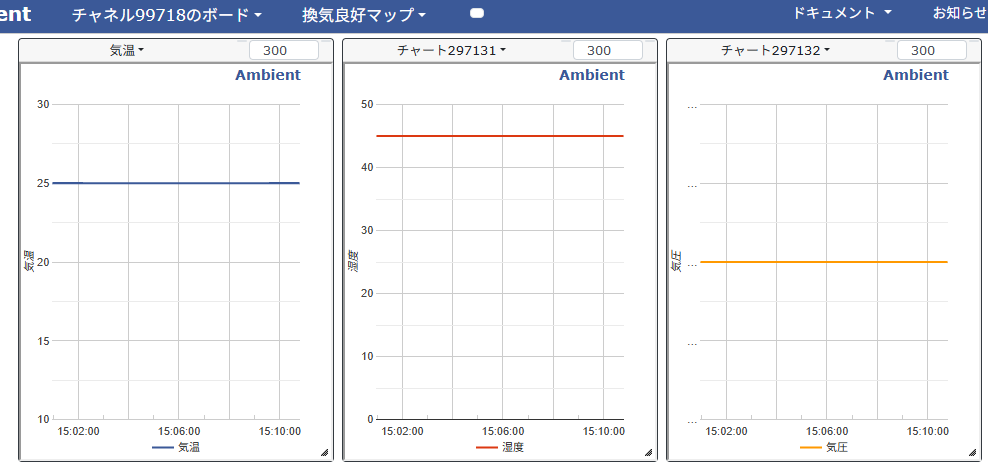 ent チャネル99718のボード 換気良好マップ ドキュメント お知らせ
気温 300
Ambient
30
25
20
15
10
気温
15:02:00 15:06:00 15:10:00
気温
チャート297131 300
Ambient
50
40
30
20
10
0
湿度
15:02:00 15:06:00 15:10:00
湿度
チャート297132 300
Ambient
...
...
...
...
...
気圧
15:02:00 15:06:00 15:10:00
気圧